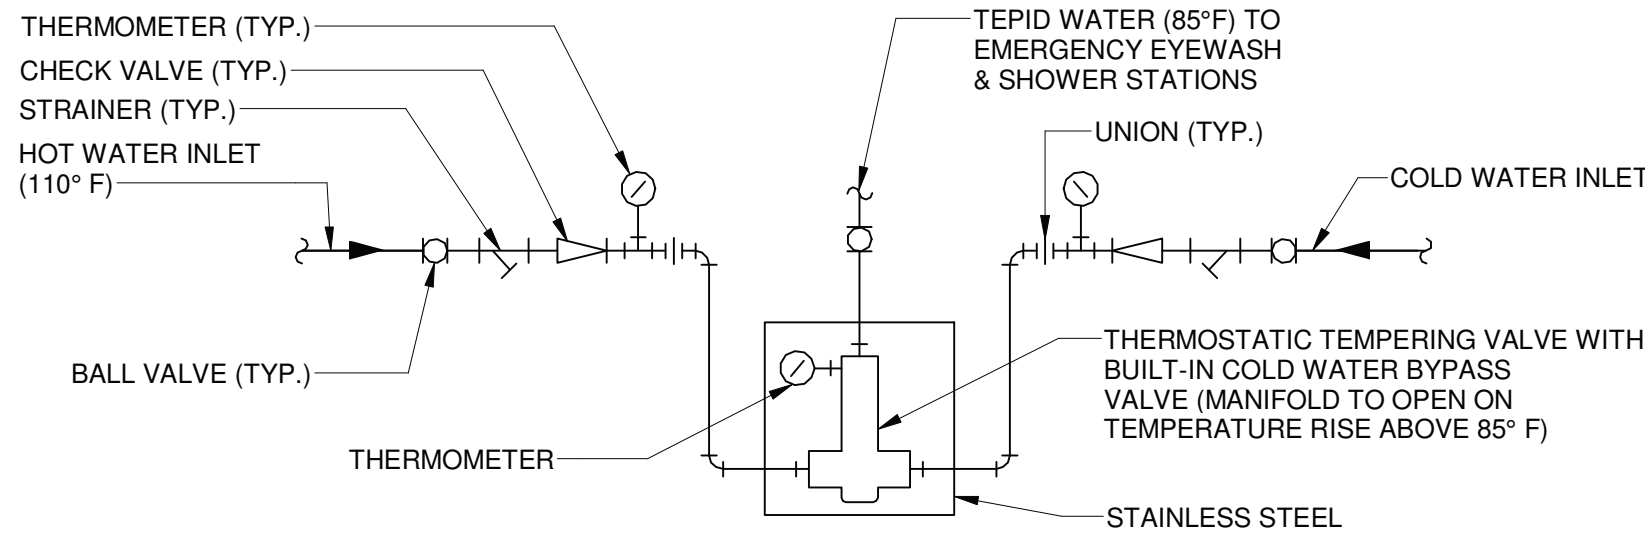 THERMOMETER (TYP.)
CHECK VALVE (TYP.)
STRAINER (TYP.)
HOT WATER INLET
(110° F)
BALL VALVE (TYP.)
THERMOMETER
TEPID WATER (85°F) TO
EMERGENCY EYEWASH
& SHOWER STATIONS
UNION (TYP.)
COLD WATER INLET
THERMOSTATIC TEMPERING VALVE WITH
BUILT-IN COLD WATER BYPASS
VALVE (MANIFOLD TO OPEN ON
TEMPERATURE RISE ABOVE 85° F)
STAINLESS STEEL